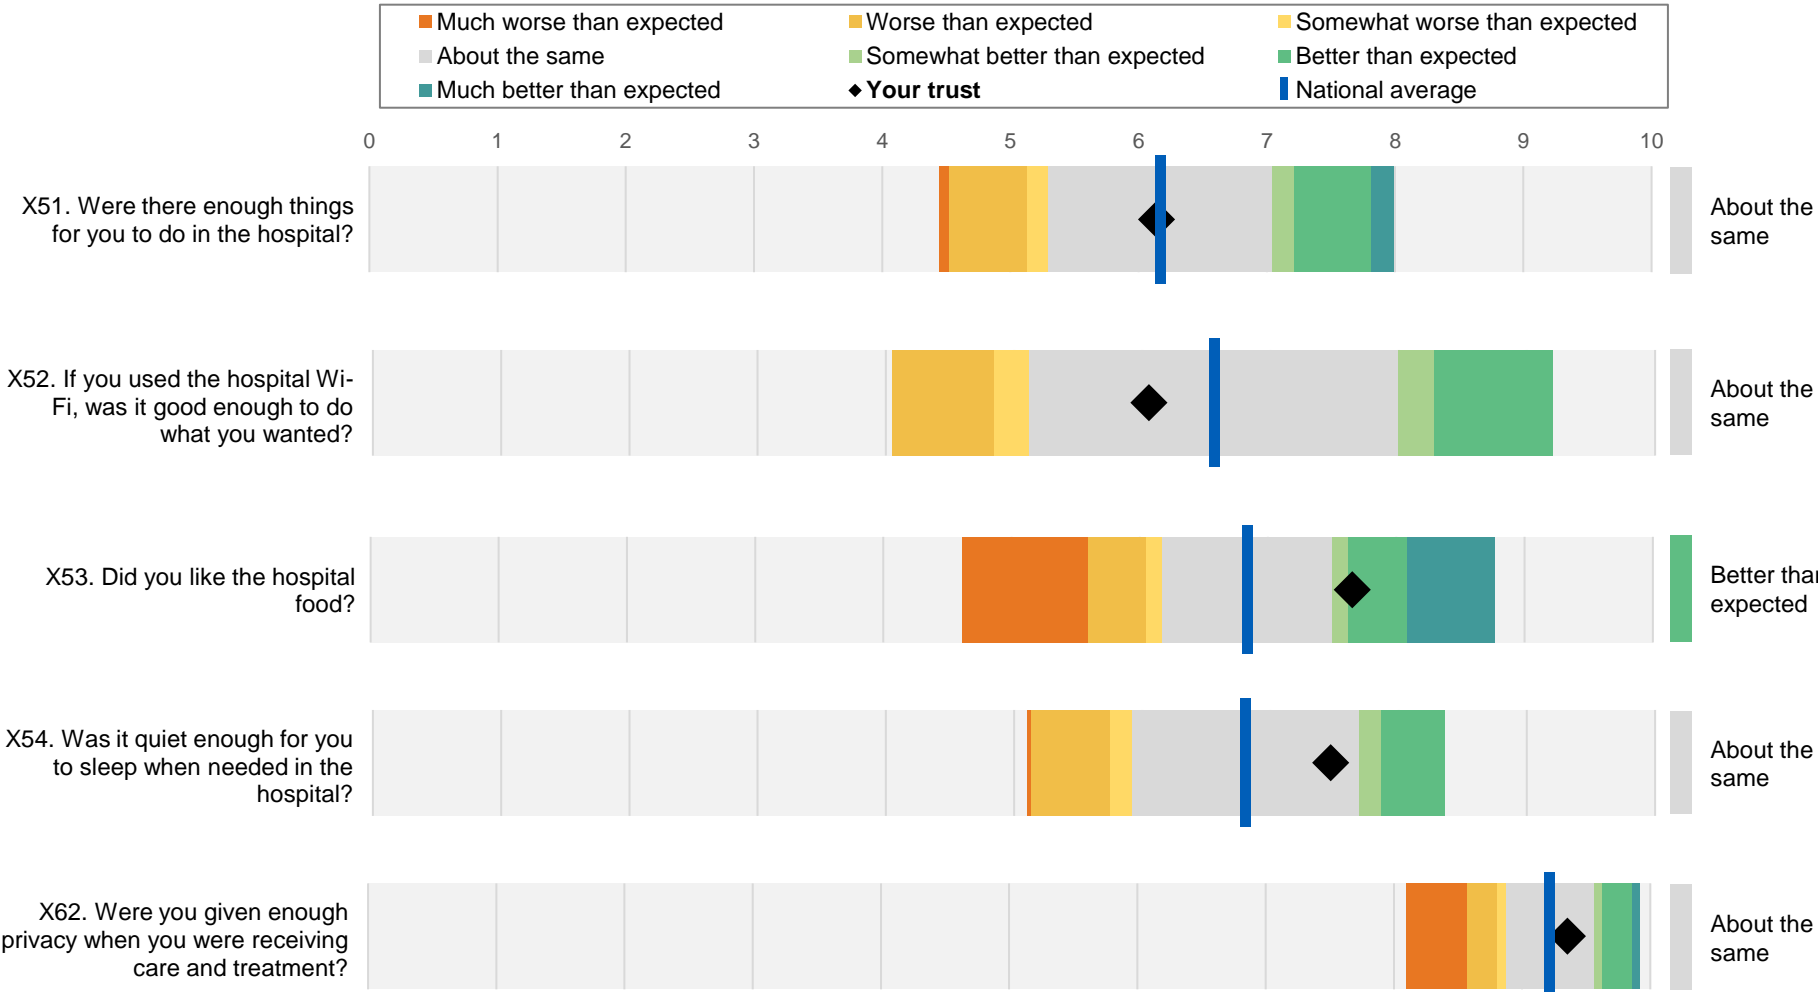 Much worse than expected
Worse than expected
Somewhat worse than expected
About the same
Somewhat better than expected
Better than expected
Much better than expected
Your trust
National average
0 1 2 3 4 5 6 7 8 9 10
X51. Were there enough things
for you to do in the hospital?
About the
same
X52. If you used the hospital Wi-
Fi, was it good enough to do
what you wanted?
About the
same
X53. Did you like the hospital
food?
Better than
expected
X54. Was it quiet enough for you
to sleep when needed in the
hospital?
About the
same
X62. Were you given enough
privacy when you were receiving
care and treatment?
About the
same